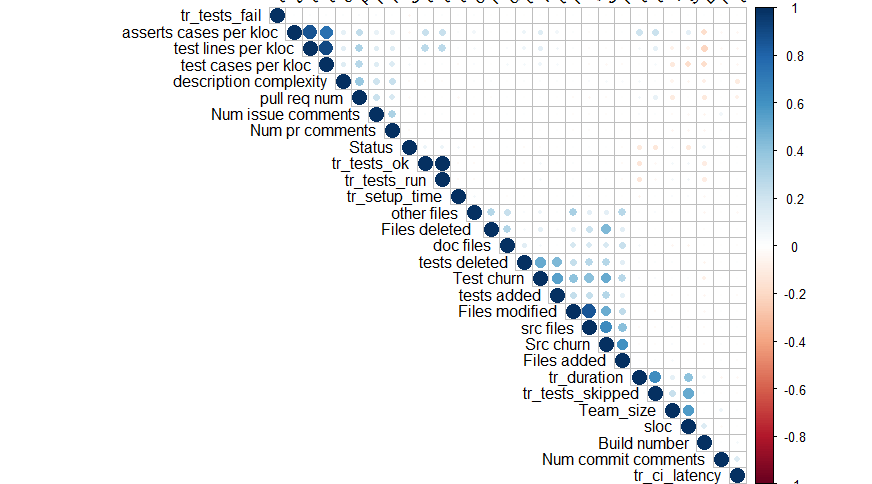 tr_tests_fail
asserts cases per kloc
test lines per kloc
test cases per kloc
description complexity
pull req num
Num issue comments
Num pr comments
Status
tr_tests_ok
tr_tests_run
tr_setup_time
other files
Files deleted
doc files
tests deleted
Test churn
tests added
Files modified
src files
Src churn
Files added
tr_duration
tr_tests_skipped
Team_size
sloc
Build number
Num commit comments
tr_ci_latency
1
0.8
0.6
0.4
0.2
0
-0.2
-0.4
-0.6
-0.8